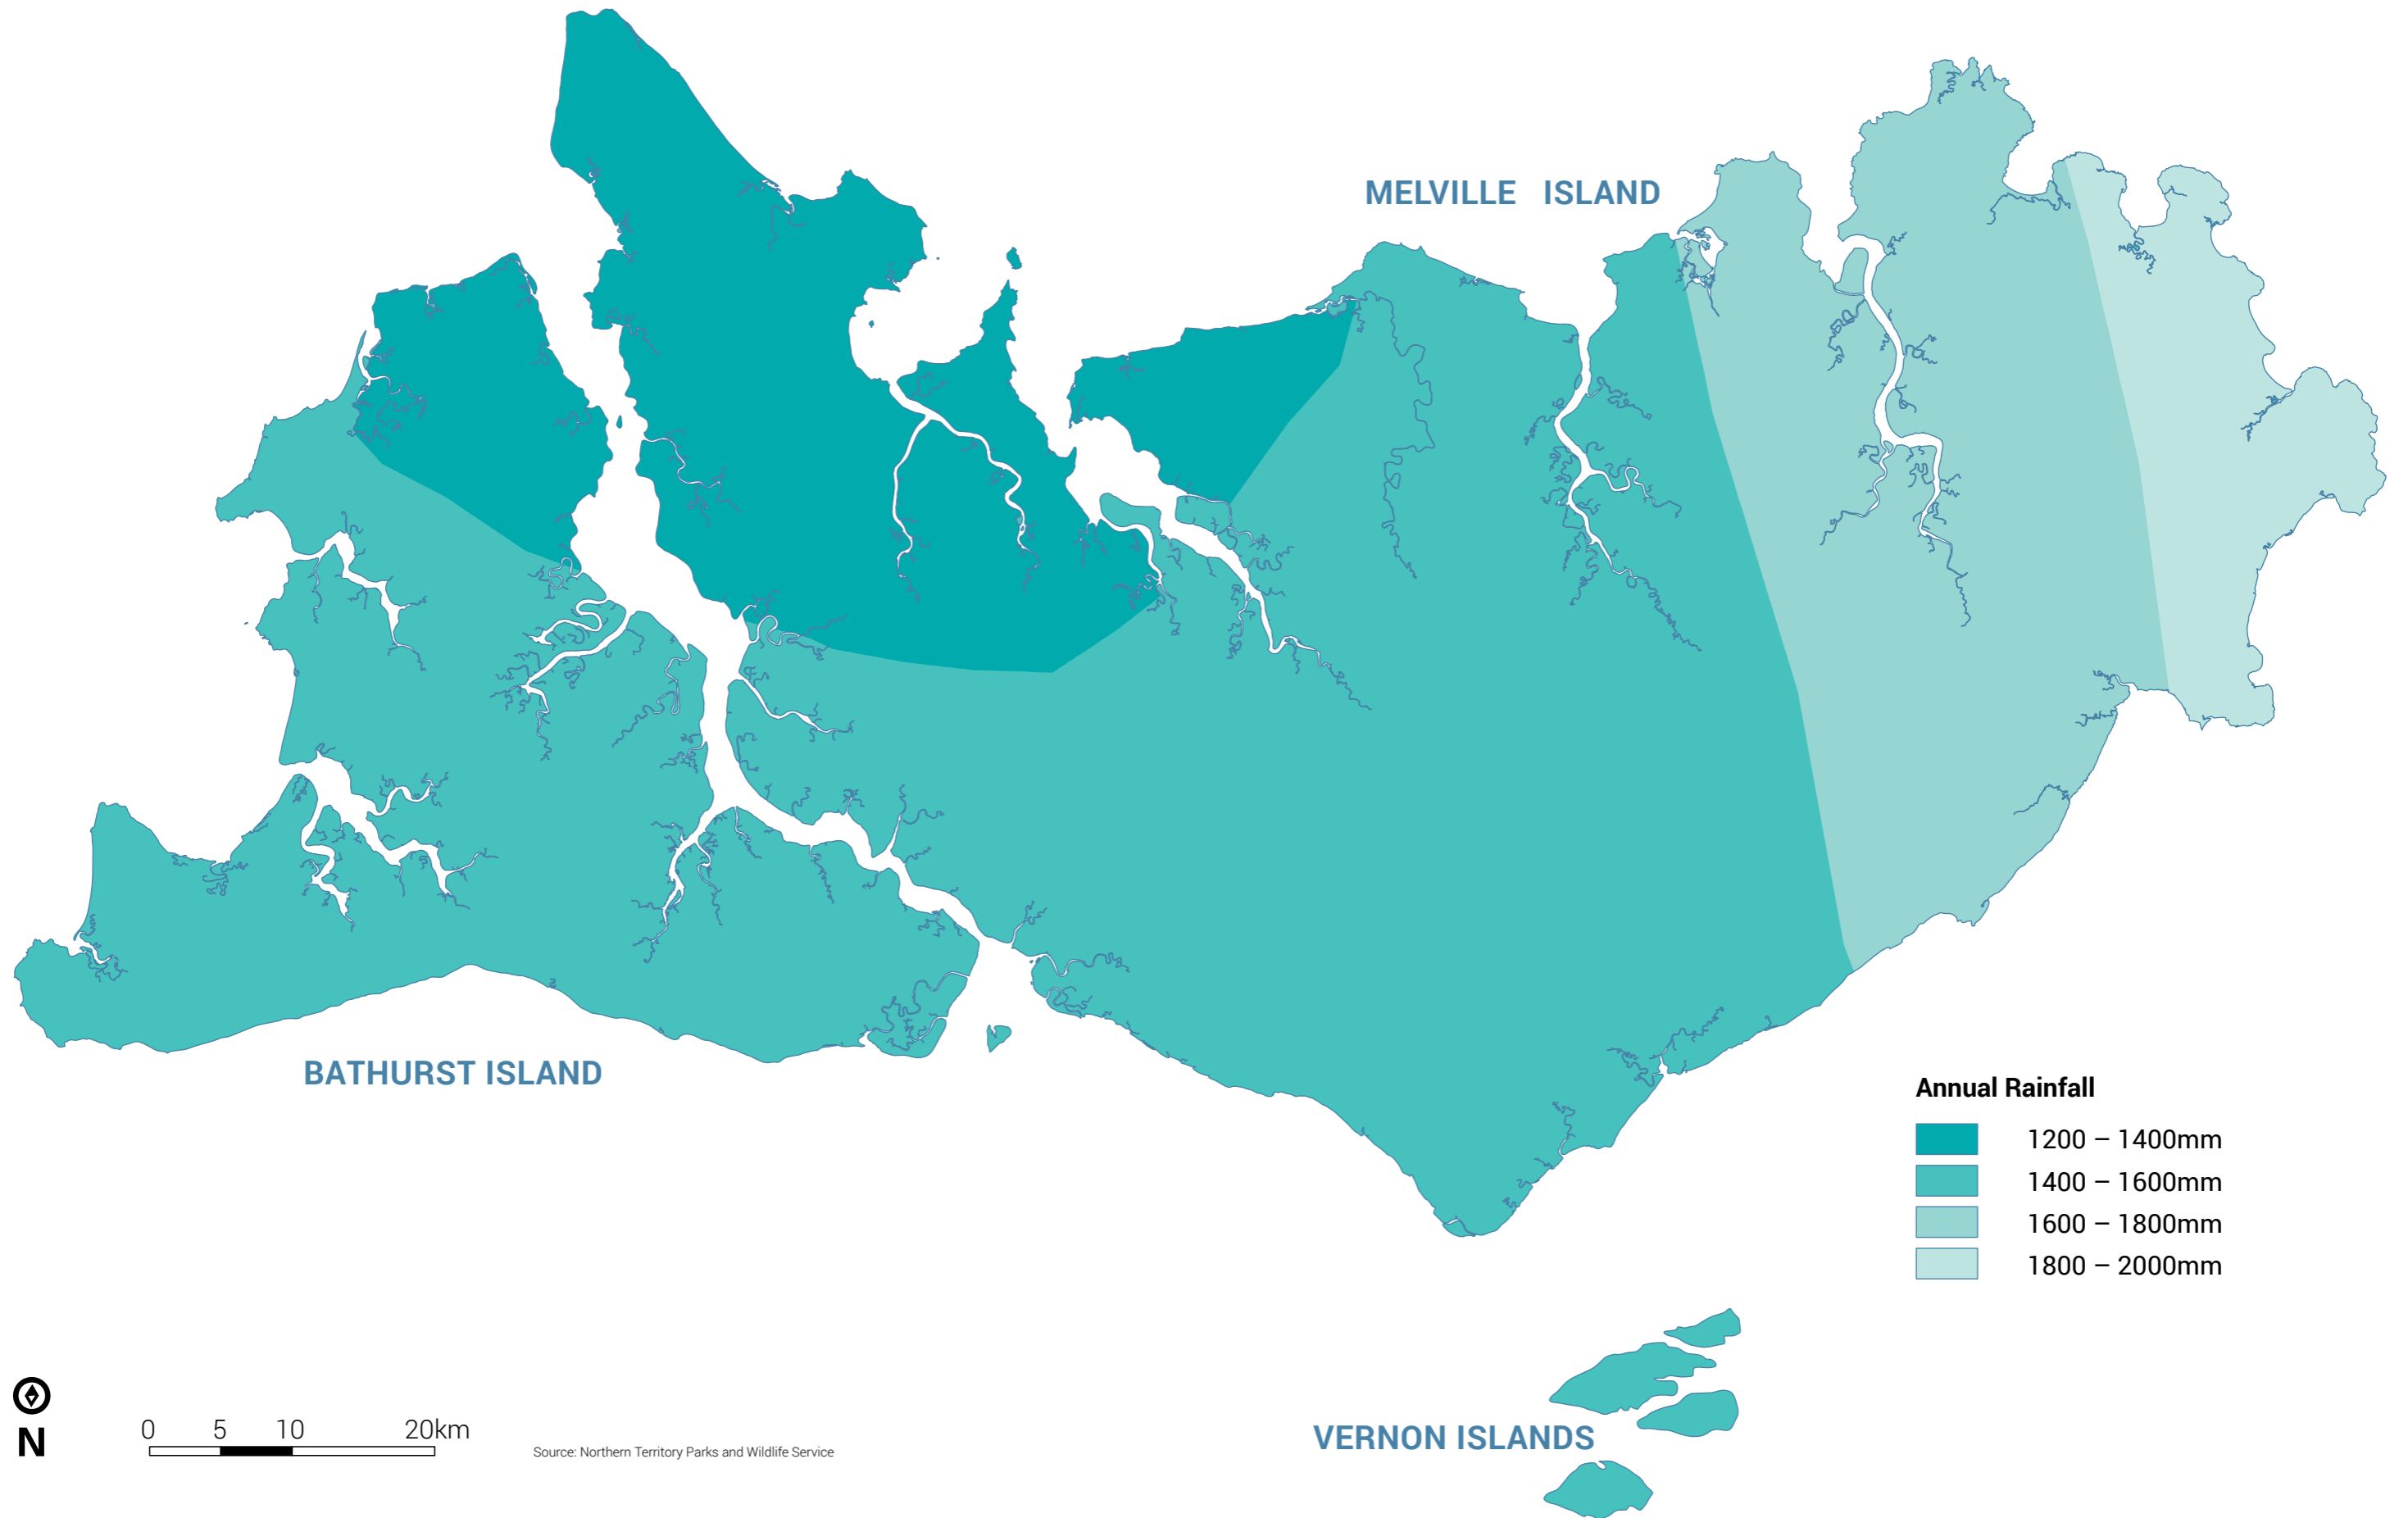 MELVILLE ISLAND
BATHURST ISLAND
Annual Rainfall
1200 – 1400mm
1400 – 1600mm
1600 – 1800mm
1800 – 2000mm
VERNON ISLANDS
N
0 5 10 20km
Source: Northern Territory Parks and Wildlife Service